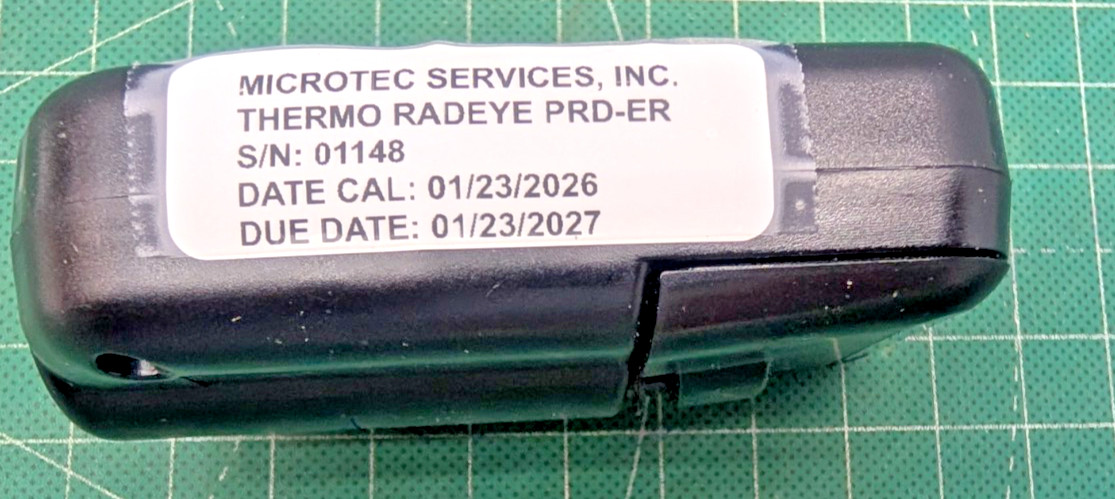 MICROTEC SERVICES, INC.
THERMO RADEYE PRD-ER
S/N: 01148
DATE CAL: 01/23/2026
DUE DATE: 01/23/2027